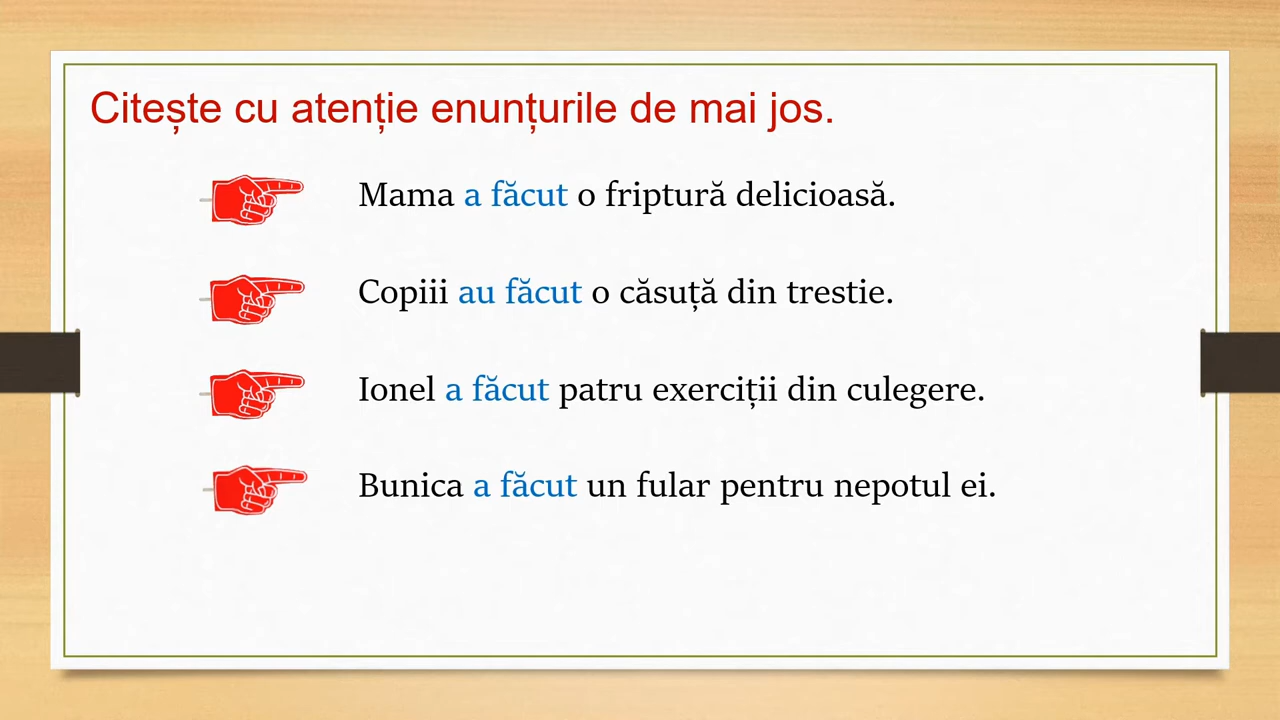 Citește cu atenție enunțurile de mai jos.
Mama a făcut o friptură delicioasă.
Copiii au făcut o căsuță din trestie.
Ionel a făcut patru exerciții din culegere.
Bunica a făcut un fular pentru nepotul ei.